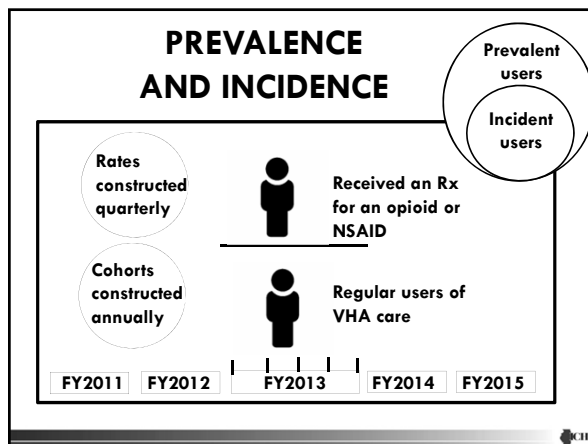 PREVALENCE
AND INCIDENCE
Prevalent
users
Incident
users
Rates
constructed
quarterly
Received an Rx
for an opioid or
NSAID
Cohorts
constructed
annually
Regular users of
VHA care
FY2011
FY2012
FY2013
FY2014
FY2015